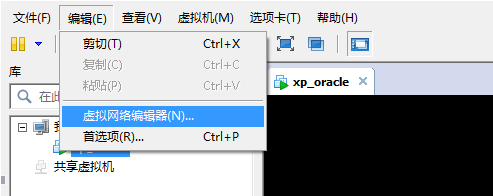 文件(F) 编辑(E) 查看(V) 虚拟机(M) 选项卡(T) 帮助(H)
剪切(T) Ctrl+X
复制(C) Ctrl+C
粘贴(P) Ctrl+V
虚拟网络编辑器(N)...
首选项(R)... Ctrl+P
库
在此
xp_oracle
共享虚拟机